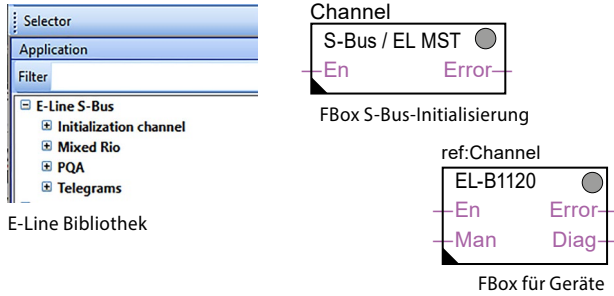 Selector
Application
Filter
E-Line S-Bus
Initialization channel
Mixed Rio
PQA
Telegrams
E-Line Bibliothek
Channel
S-Bus / EL MST
En Error
FBox S-Bus-Initialisierung
ref:Channel
EL-B1120
En Error
Man Diag
FBox für Geräte